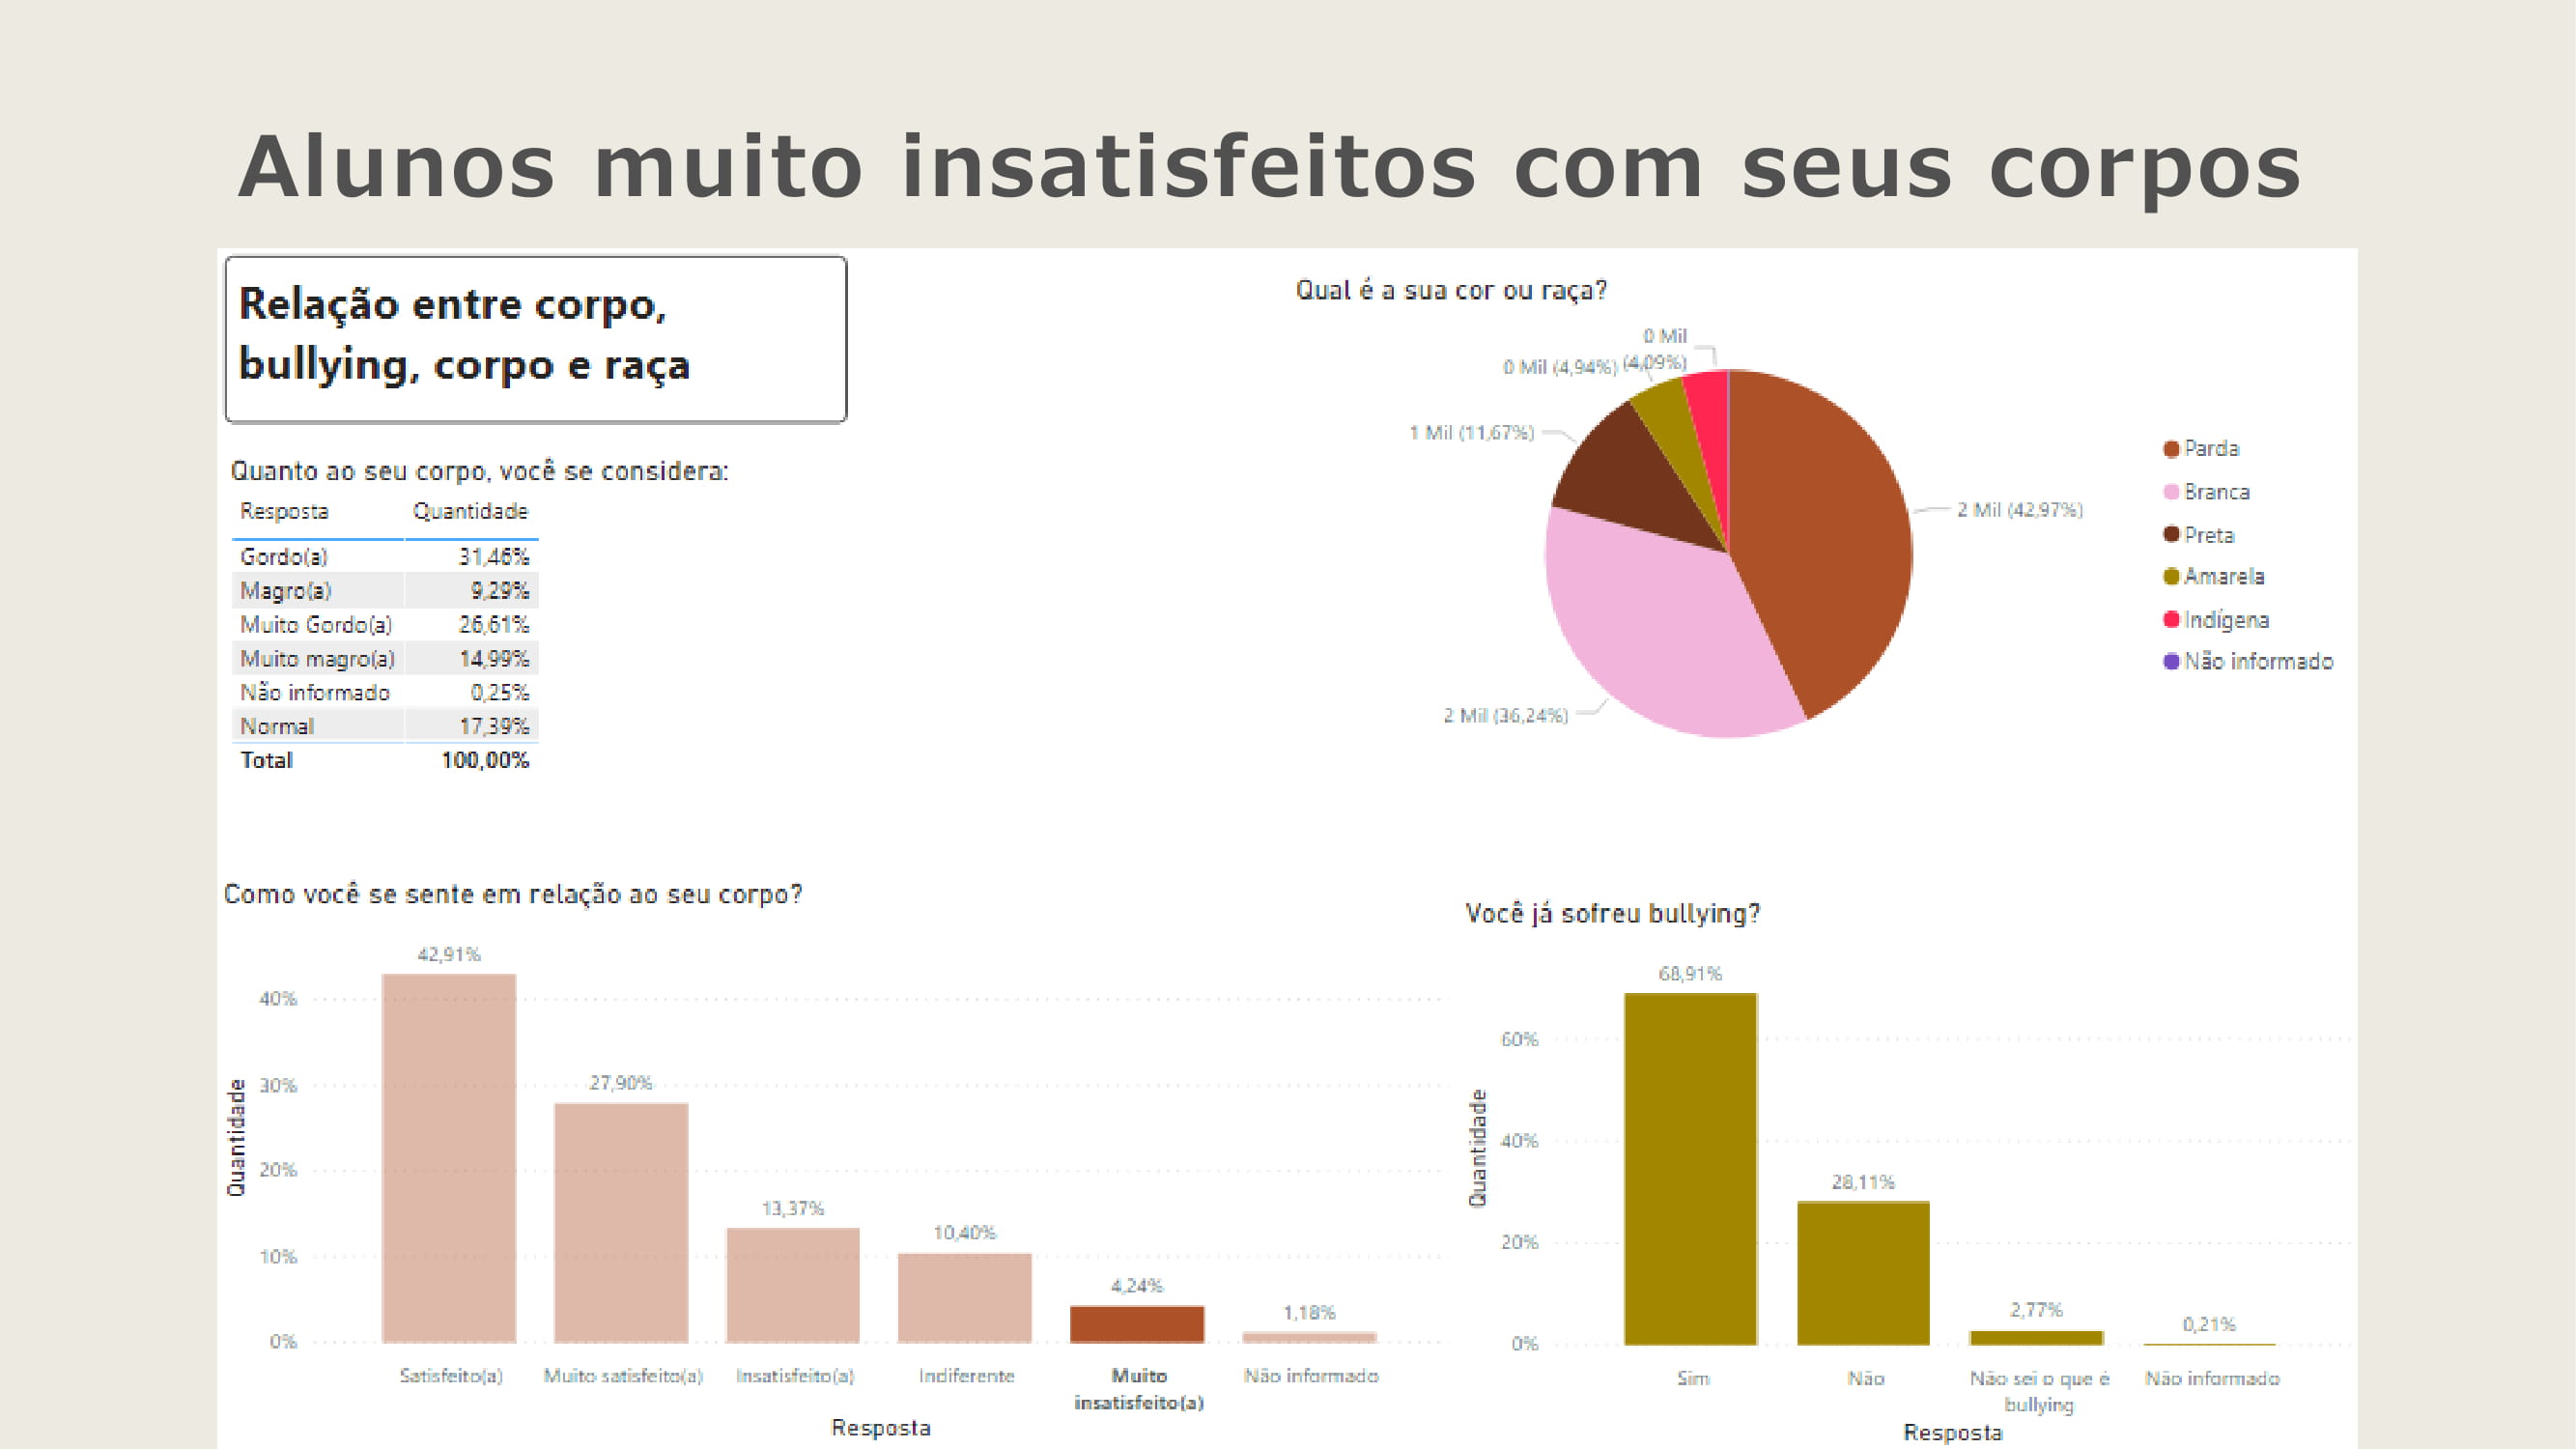 Alunos muito insatisfeitos com seus corpos
Relação entre corpo,
bullying, corpo e raça
Quanto ao seu corpo, você se considera:
Resposta Quantidade
Gordo(a) 31,46%
Magro(a) 9,29%
Muito Gordo(a) 26,61%
Muito magro(a) 14,99%
Não informado 0,25%
Normal 17,39%
Total 100,00%
Qual é a sua cor ou raça?
0 Mil
(4,09%)
0 Mil (4,94%)
1 Mil (11,67%)
2 Mil (42,97%)
2 Mil (36,24%)
Parda
Branca
Preta
Amarela
Indígena
Não informado
Como você se sente em relação ao seu corpo?
Quantidade
40%
30%
20%
10%
0%
42,91%
27,90%
13,37%
10,40%
4,24%
1,18%
Satisfeito(a)
Muito satisfeito(a)
Insatisfeito(a)
Indiferente
Muito
insatisfeito(a)
Não informado
Resposta
Você já sofreu bullying?
Quantidade
60%
40%
20%
0%
68,91%
28,11%
2,77%
0,21%
Sim
Não
Não sei o que é
bullying
Não informado
Resposta